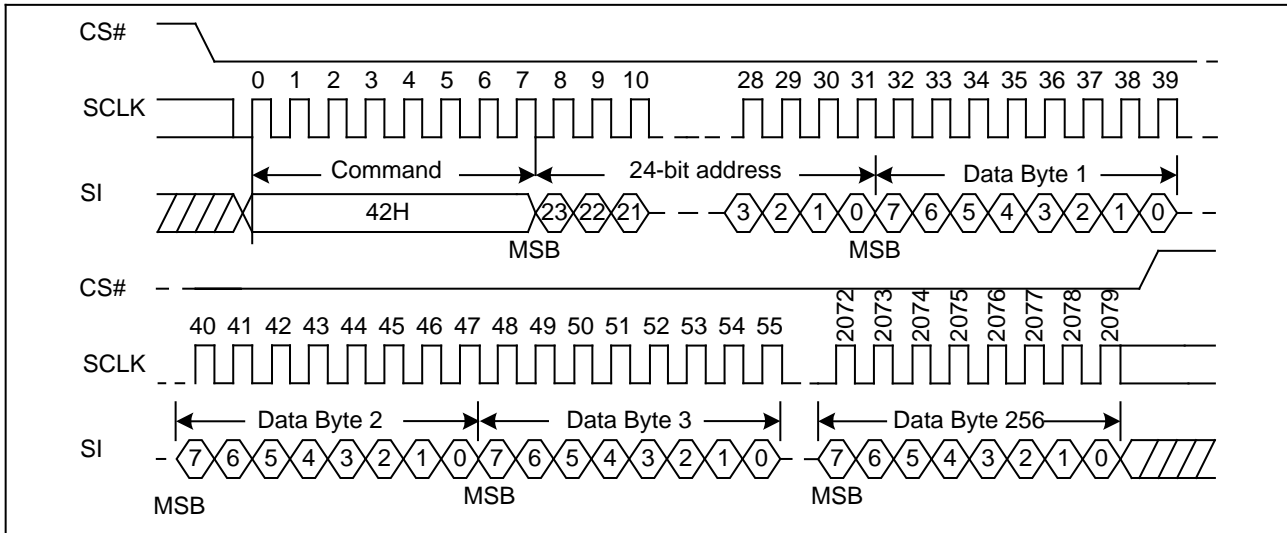 CS#
0 1 2 3 4 5 6 7 8 9 10 28 29 30 31 32 33 34 35 36 37 38 39
SCLK
Command 24-bit address Data Byte 1
SI
42H 23 22 21 3 2 1 0 7 6 5 4 3 2 1 0
MSB MSB
CS#
40 41 42 43 44 45 46 47 48 49 50 51 52 53 54 55 2072 2073 2074 2075 2076 2077 2078 2079
SCLK
Data Byte 2 Data Byte 3 Data Byte 256
SI
7 6 5 4 3 2 1 0 7 6 5 4 3 2 1 0 7 6 5 4 3 2 1 0
MSB MSB MSB